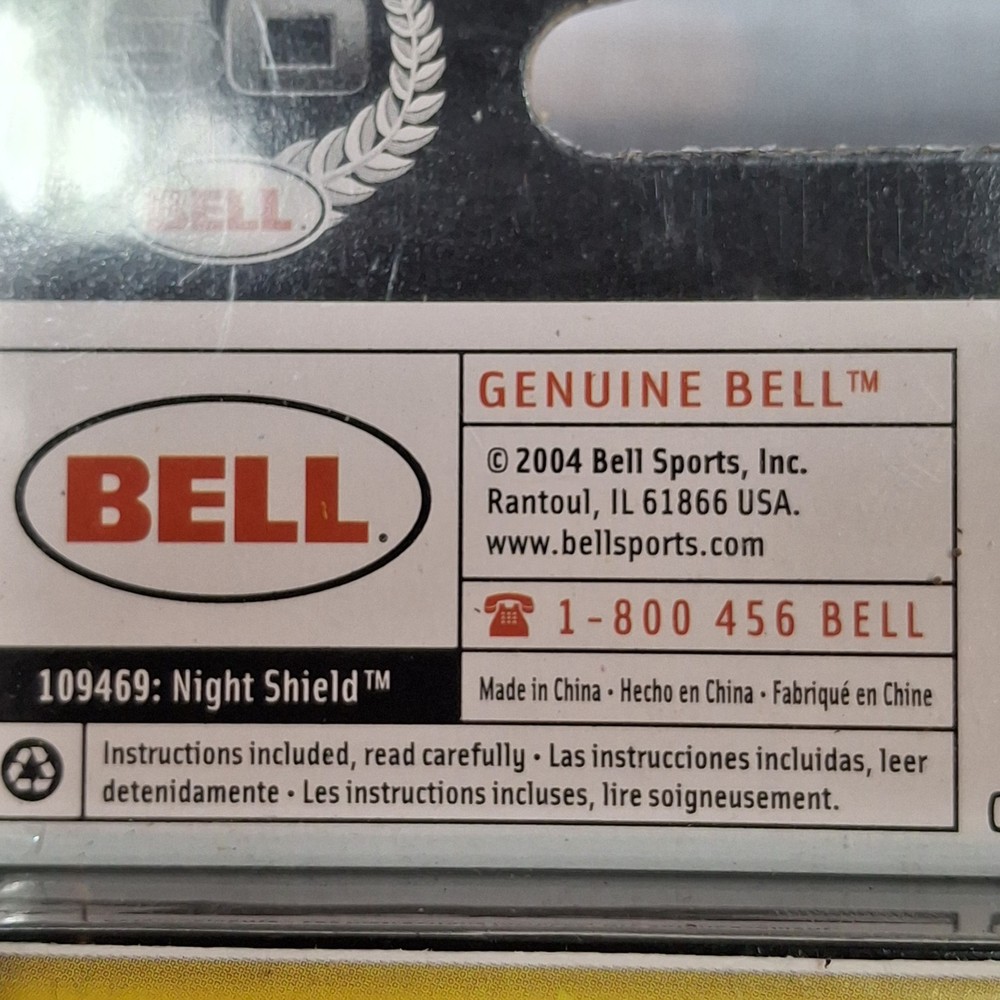 BELL.
GENUINE BELL™
© 2004 Bell Sports, Inc.
Rantoul, IL 61866 USA.
www.bellsports.com
BELL.
1-800 456 BELL
109469: Night Shield™
Made in China • Hecho en China • Fabriqué en Chine
Instructions included, read carefully • Las instrucciones incluidas, leer
detenidamente • Les instructions incluses, lire soigneusement.